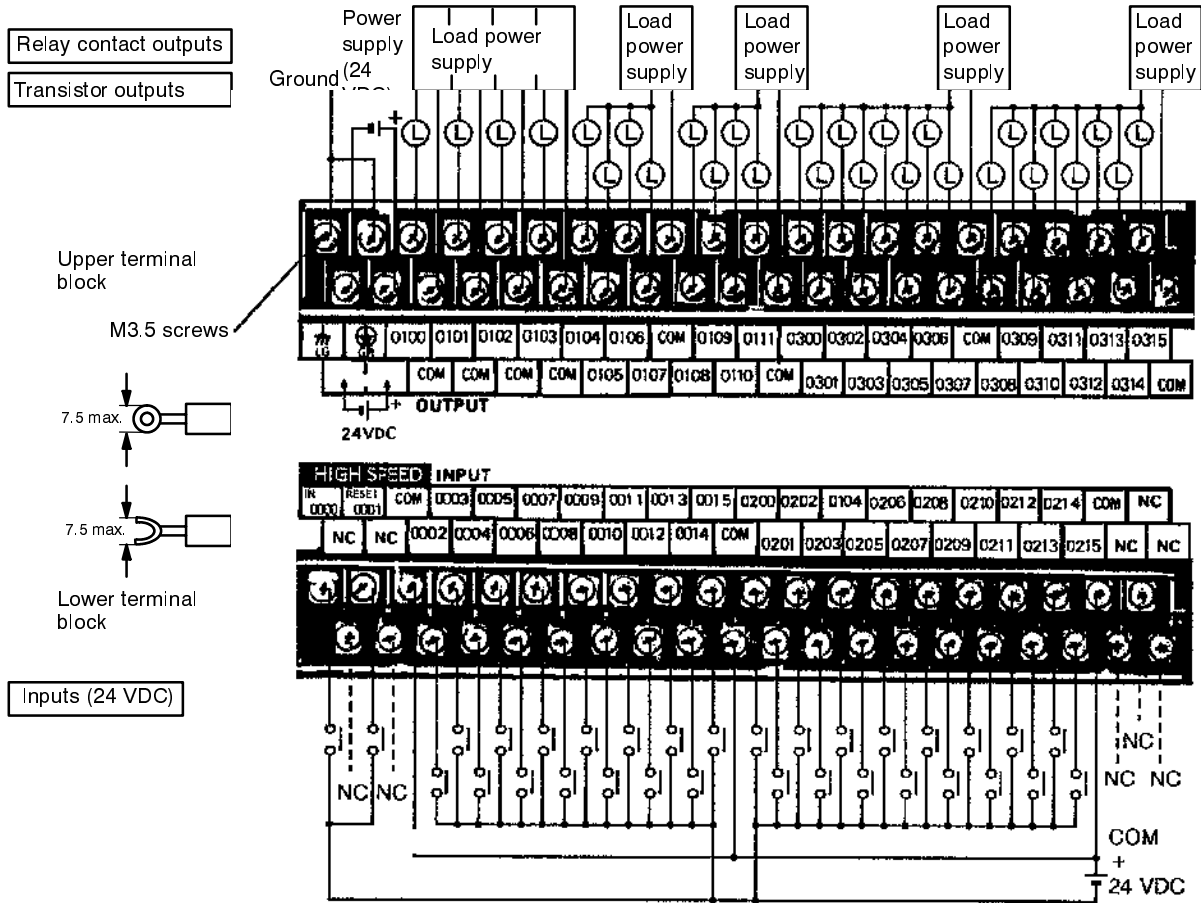 Relay contact outputs
Transistor outputs
Ground
Power
supply
(24
Load power
supply
Load
power
supply
Load
power
supply
Load
power
supply
Load
power
supply
+
L L L L L L L L L L L L L L L
L L L L L L L L L L L
Upper terminal
block
M3.5 screws
LG GR 0100 0101 0102 0103 0104 0106 COM 0109 0111 0300 0302 0304 0306 COM 0309 0311 0313 0315
COM COM COM COM 0105 0107 0108 0110 COM 0301 0303 0305 0307 0308 0310 0312 0314 COM
+ OUTPUT
24VDC
7.5 max.
7.5 max.
HIGH SPEED INPUT
IN 0000 RESET 0001 COM 0003 0005 0007 0009 0011 0013 0015 0200 0202 0104 0206 0208 0210 0212 0214 COM NC
NC NC 0002 0004 0006 0008 0010 0012 0014 COM 0201 0203 0205 0207 0209 0211 0213 0215 NC NC
Lower terminal
block
Inputs (24 VDC)
NC NC
NC
NC NC
COM
+
24 VDC